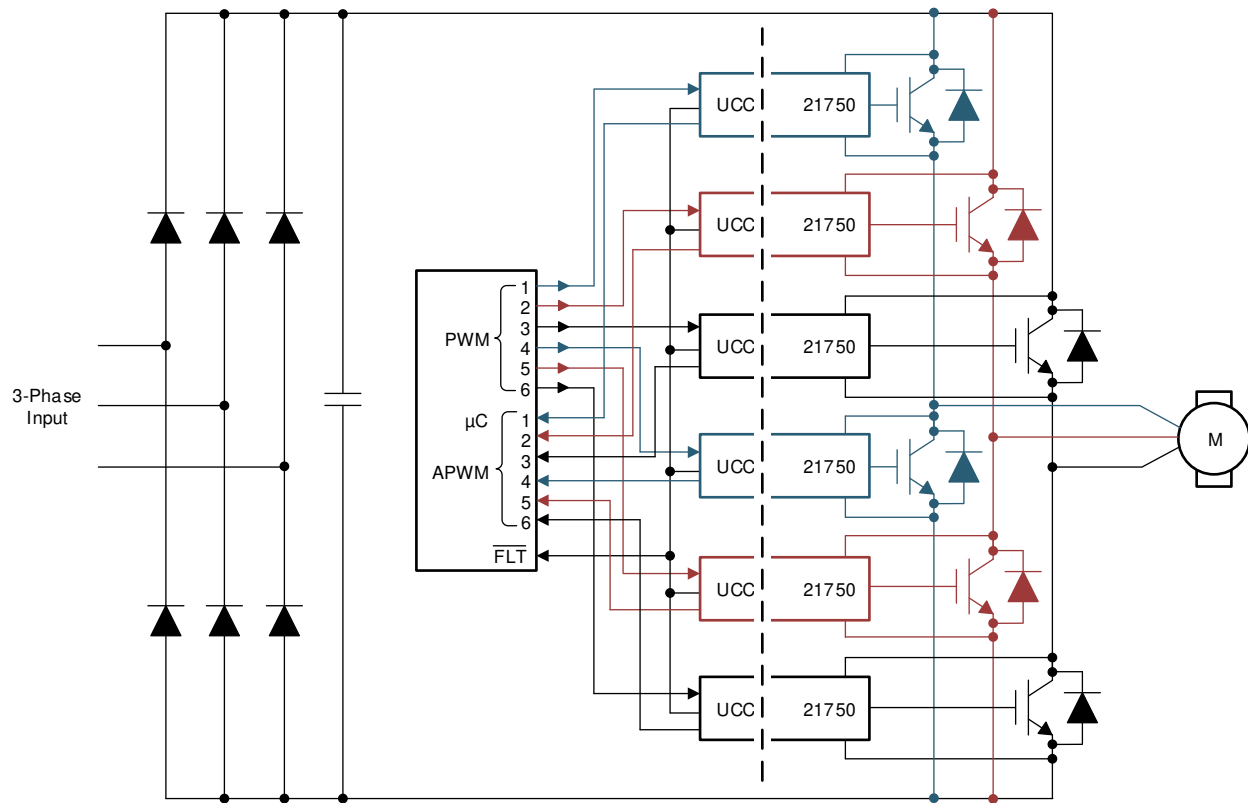 UCC 21750
UCC 21750
1
2
PWM 3
4
5
6
UCC 21750
3-Phase
Input
µC 1
2
3
APWM 4
5
6
M
UCC 21750
FLT
UCC 21750
UCC 21750